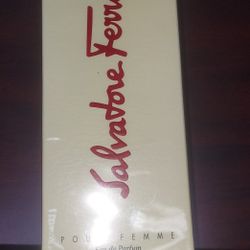 Salvatore Ferr
POUR FEMME
Eau de Parfum